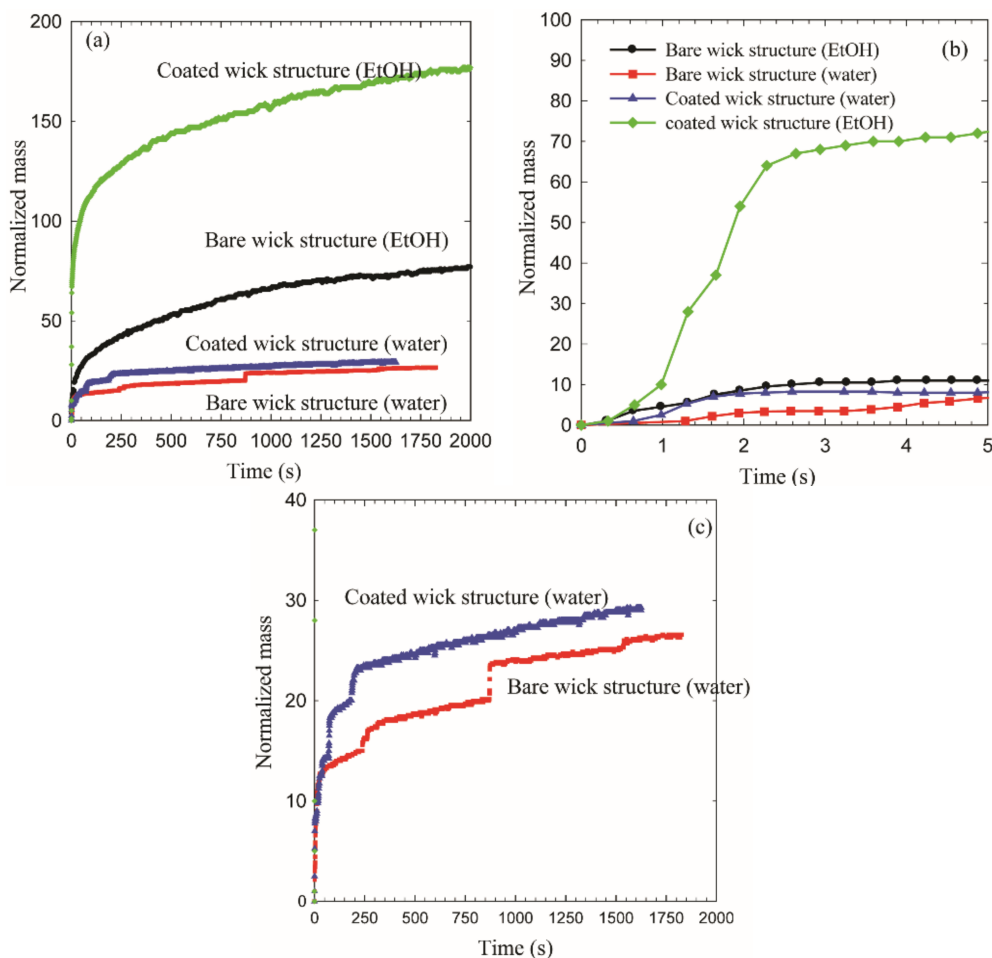 (a)
200
150
100
50
0
Normalized mass
Coated wick structure (EtOH)
Bare wick structure (EtOH)
Coated wick structure (water)
Bare wick structure (water)
0 250 500 750 1000 1250 1500 1750 2000
Time (s)
(b)
100
90
80
70
60
50
40
30
20
10
0
Normalized mass
Bare wick structure (EtOH)
Bare wick structure (water)
Coated wick structure (water)
coated wick structure (EtOH)
0 1 2 3 4 5
Time (s)
(c)
40
30
20
10
0
Normalized mass
Coated wick structure (water)
Bare wick structure (water)
0 250 500 750 1000 1250 1500 1750 2000
Time (s)